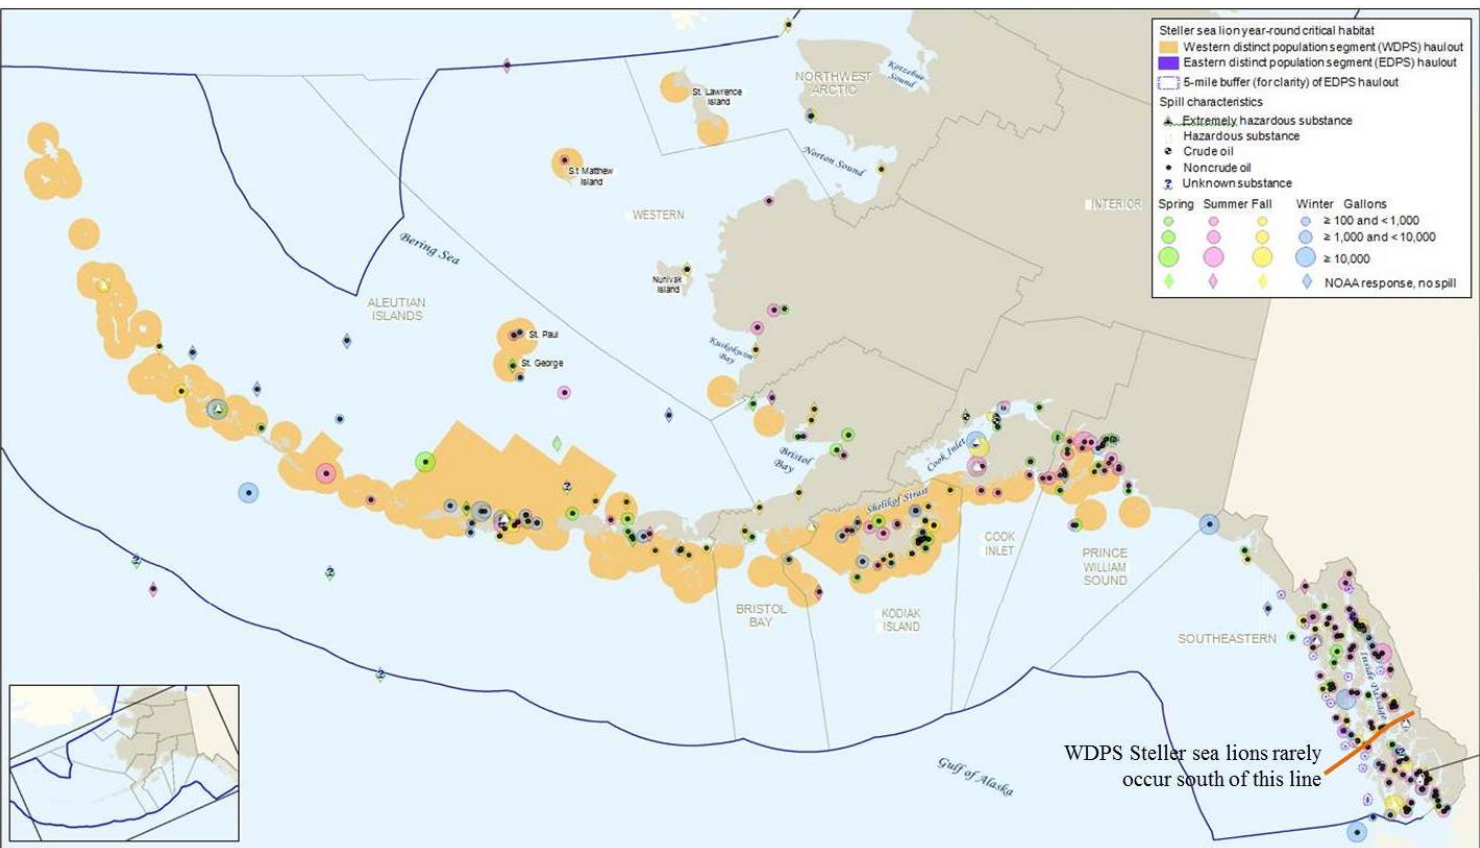 Steller sea lion year-round critical habitat
Western distinct population segment (WDPS) haulout
Eastern distinct population segment (EDPS) haulout
5-mile buffer (for clarity) of EDPS haulout
Spill characteristics
Extremely hazardous substance
Hazardous substance
Crude oil
Noncrude oil
Unknown substance
Spring Summer Fall Winter Gallons
≥ 100 and < 1,000
≥ 1,000 and < 10,000
≥ 10,000
NOAA response, no spill
NORTHWEST
ARCTIC
Kotzebue
Sound
St. Lawrence
Island
Norton Sound
S.t Matthew
Island
WESTERN
INTERIOR
Bering Sea
Nunivak
Island
ALEUTIAN
ISLANDS
St. Paul
St. George
Kuskokwim
Bay
Bristol
Bay
Cook Inlet
Shelikof Strait
COOK
INLET
PRINCE
WILLIAM
SOUND
BRISTOL
BAY
KODIAK
ISLAND
SOUTHEASTERN
Inside Passage
WDPS Steller sea lions rarely
occur south of this line
Gulf of Alaska